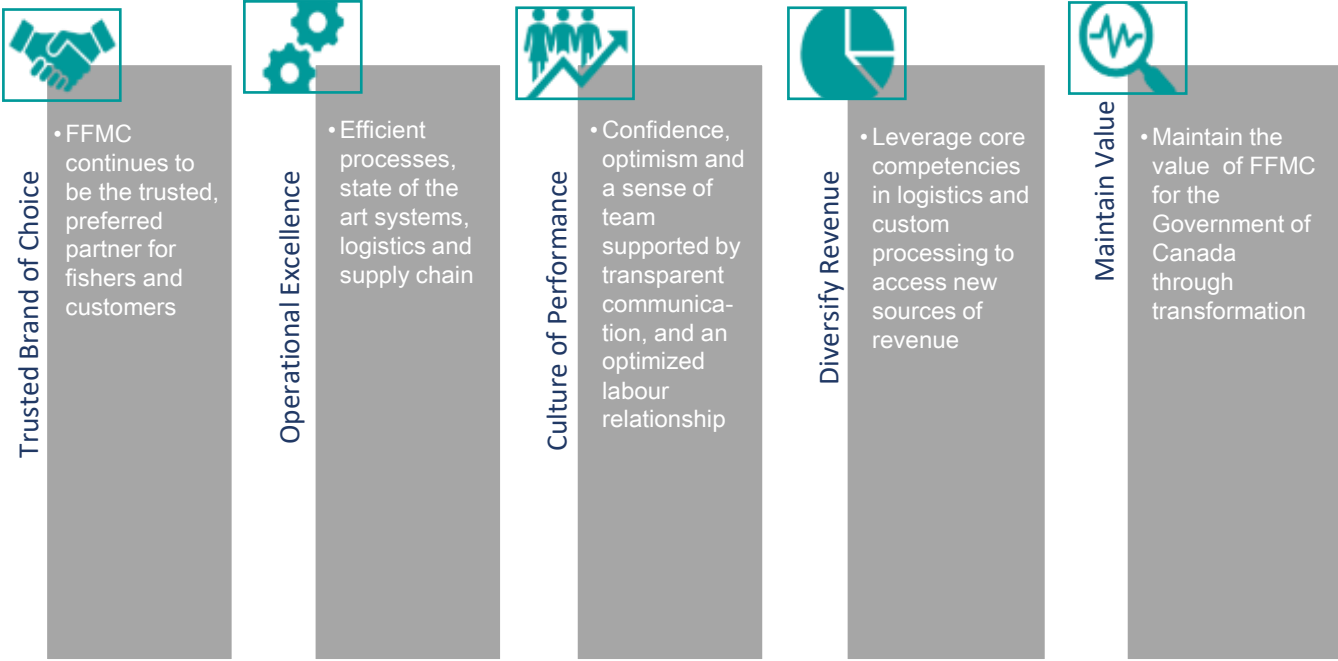 Trusted Brand of Choice
• FFMC
continues to
be the trusted,
preferred
partner for
fishers and
customers
Operational Excellence
• Efficient
processes,
state of the
art systems,
logistics and
supply chain
Culture of Performance
• Confidence,
optimism and
a sense of
team
supported by
transparent
communica-
tion, and an
optimized
labour
relationship
Diversify Revenue
• Leverage core
competencies
in logistics and
custom
processing to
access new
sources of
revenue
Maintain Value
• Maintain the
value of FFMC
for the
Government of
Canada
through
transformation